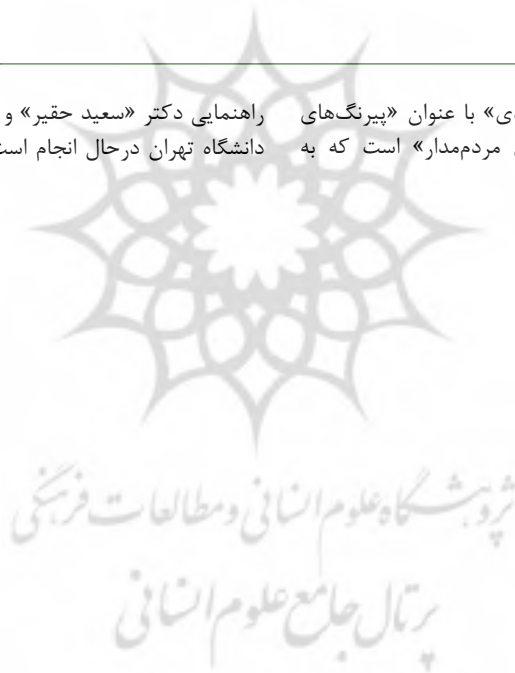 دی» با عنوان «پیرنگ‌های
مردم‌مدار» است که به
راهنمایی دکتر «سعید حقیر» و
دانشگاه تهران درحال انجام است
پژوهشگاه علوم انسانی و مطالعات فرهنگی
پرتال جامع علوم انسانی